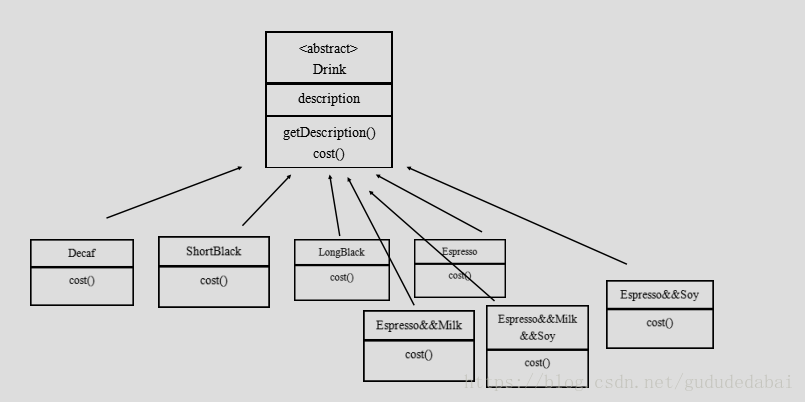 <abstract>
Drink
description
getDescription()
cost()
Decaf
cost()
ShortBlack
cost()
LongBlack
cost()
Espresso
cost()
Espresso&&Milk
cost()
Espresso&&Milk
&&Soy
cost()
Espresso&&Soy
cost()
https://blog.csdn.net/gududedabai